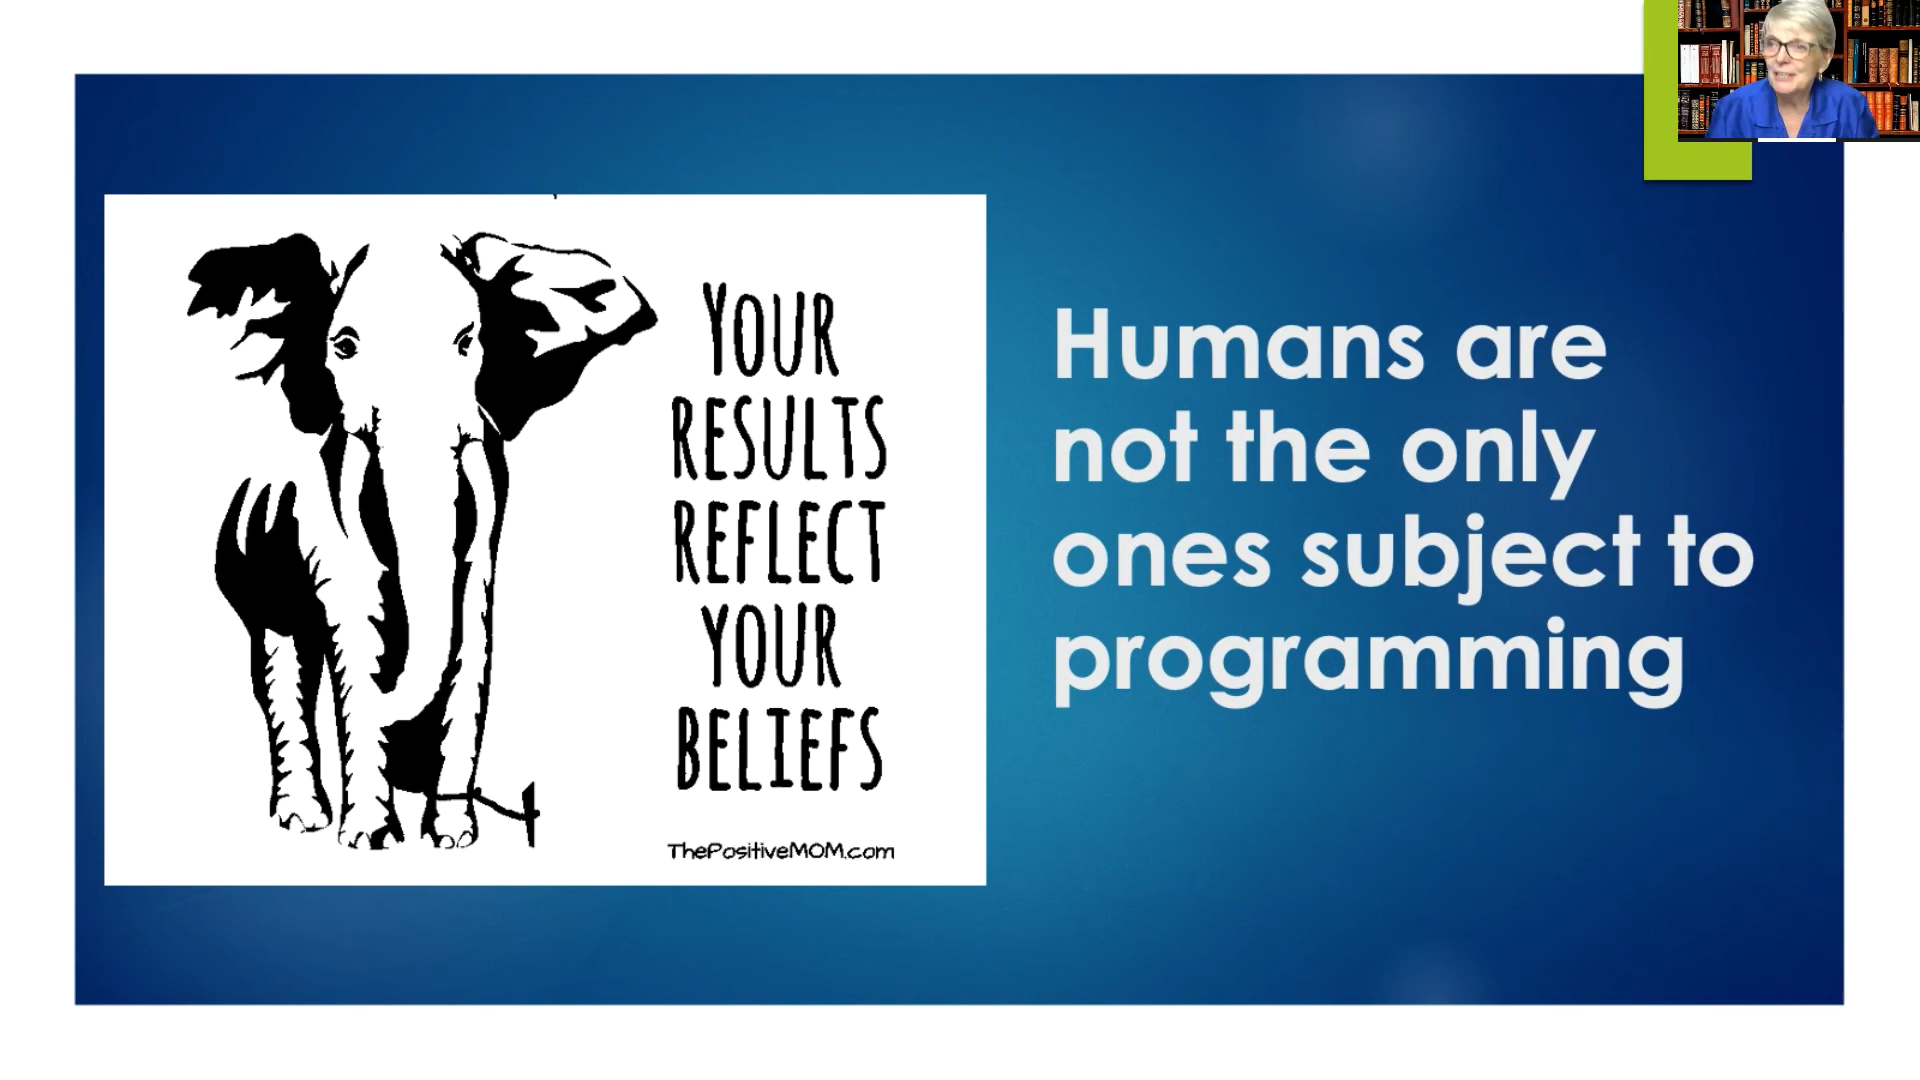 YOUR
RESULTS
REFLECT
YOUR
BELIEFS
ThePositiveMOM.com
Humans are
not the only
ones subject to
programming